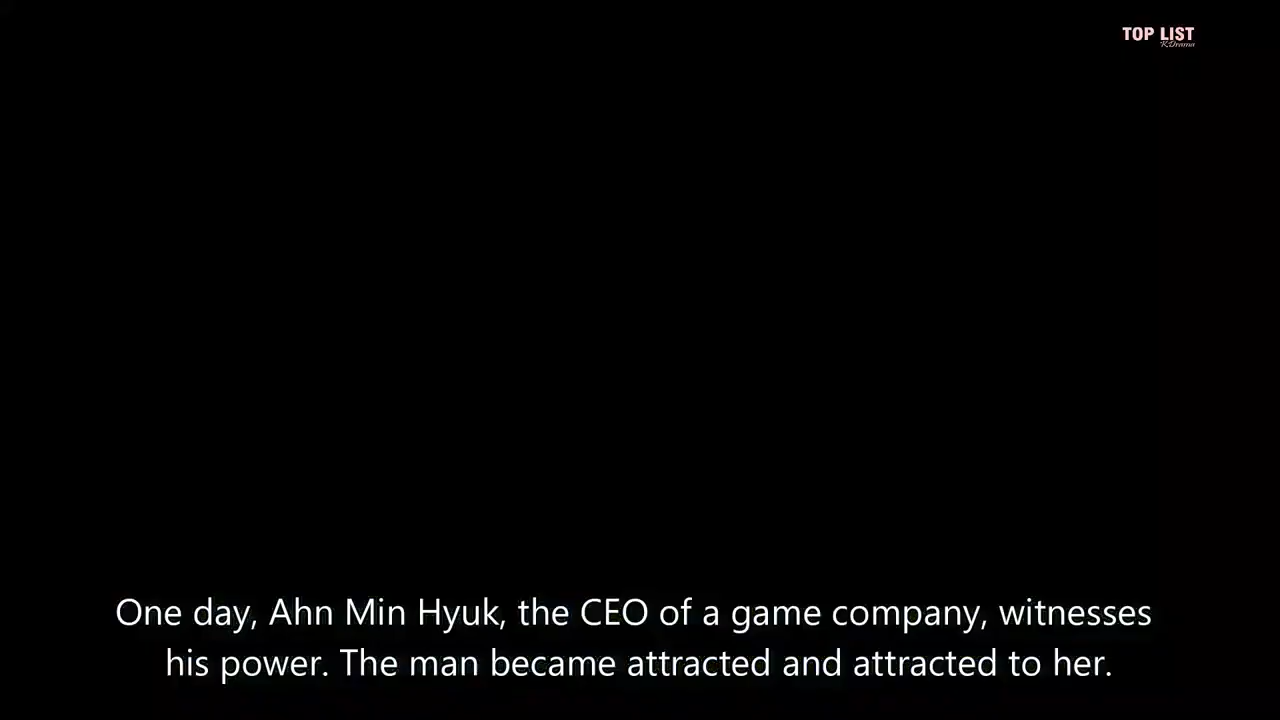 TOP LIST
KDrama
One day, Ahn Min Hyuk, the CEO of a game company, witnesses
his power. The man became attracted and attracted to her.